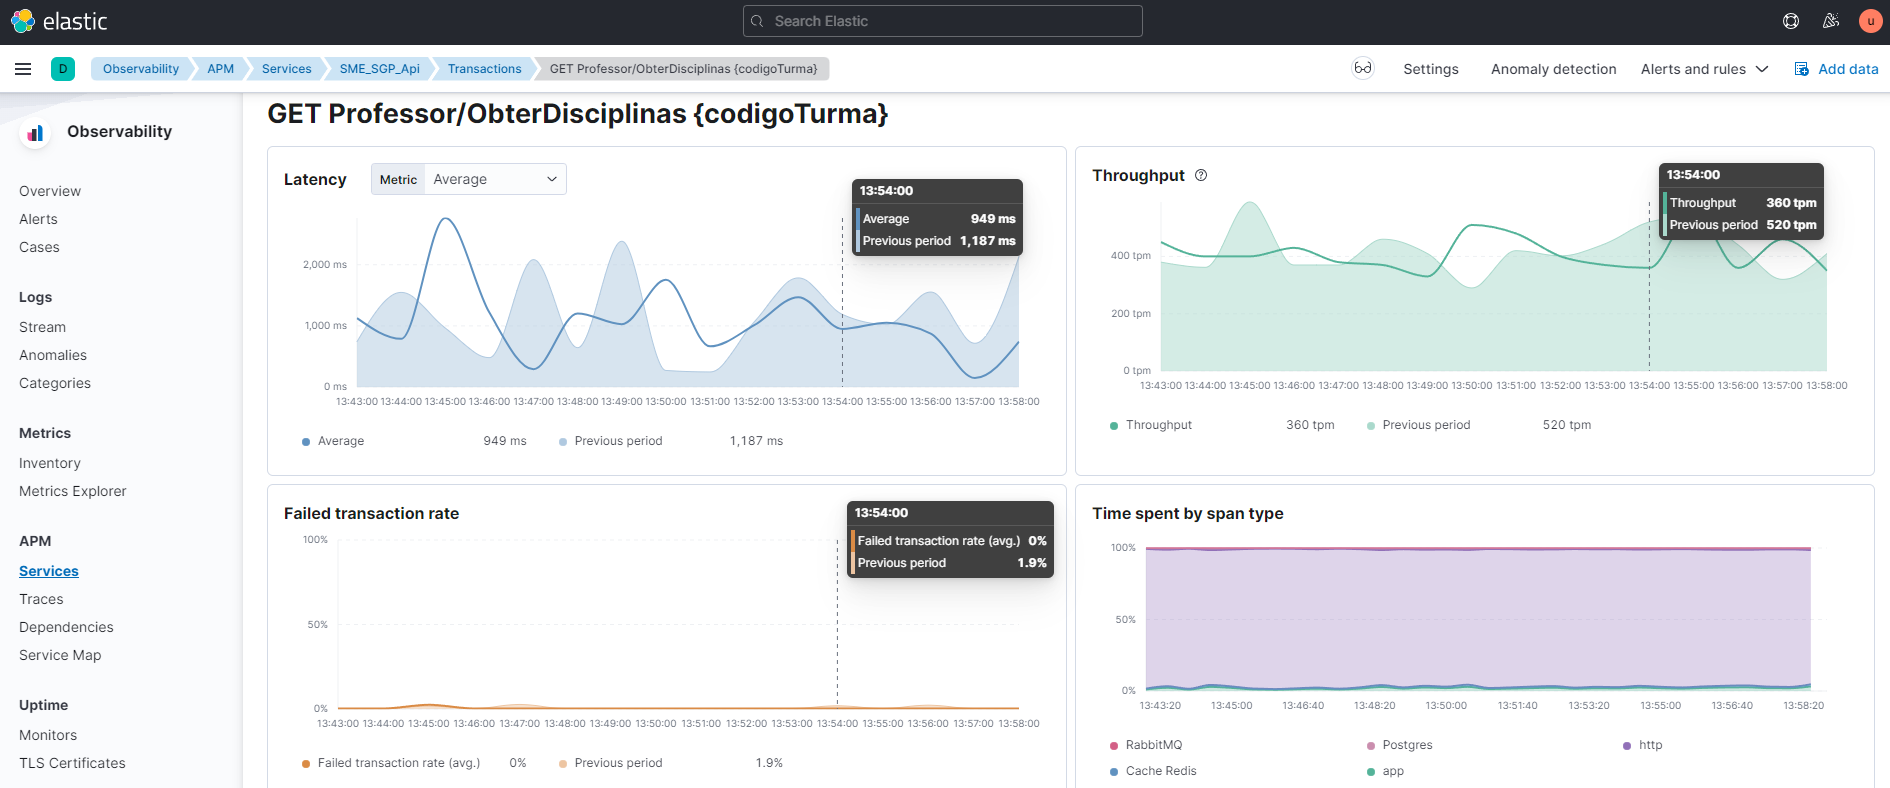 elastic
Search Elastic
u
D
Observability
APM
Services
SME_SGP_Api
Transactions
GET Professor/ObterDisciplinas {codigoTurma}
Settings
Anomaly detection
Alerts and rules
Add data
Observability
Overview
Alerts
Cases
Logs
Stream
Anomalies
Categories
Metrics
Inventory
Metrics Explorer
APM
Services
Traces
Dependencies
Service Map
Uptime
Monitors
TLS Certificates
GET Professor/ObterDisciplinas {codigoTurma}
Latency
Metric
Average
13:54:00
Average 949 ms
Previous period 1,187 ms
2,000 ms
1,000 ms
0 ms
13:43:00 13:44:00 13:45:00 13:46:00 13:47:00 13:48:00 13:49:00 13:50:00 13:51:00 13:52:00 13:53:00 13:54:00 13:55:00 13:56:00 13:57:00 13:58:00
Average 949 ms Previous period 1,187 ms
Throughput
13:54:00
Throughput 360 tpm
Previous period 520 tpm
400 tpm
200 tpm
0 tpm
13:43:00 13:44:00 13:45:00 13:46:00 13:47:00 13:48:00 13:49:00 13:50:00 13:51:00 13:52:00 13:53:00 13:54:00 13:55:00 13:56:00 13:57:00 13:58:00
Throughput 360 tpm Previous period 520 tpm
Failed transaction rate
13:54:00
Failed transaction rate (avg.) 0%
Previous period 1.9%
100%
50%
0%
13:43:00 13:44:00 13:45:00 13:46:00 13:47:00 13:48:00 13:49:00 13:50:00 13:51:00 13:52:00 13:53:00 13:54:00 13:55:00 13:56:00 13:57:00 13:58:00
Failed transaction rate (avg.) 0% Previous period 1.9%
Time spent by span type
100%
50%
0%
13:43:20 13:45:00 13:46:40 13:48:20 13:50:00 13:51:40 13:53:20 13:55:00 13:56:40 13:58:20
RabbitMQ Postgres http
Cache Redis app